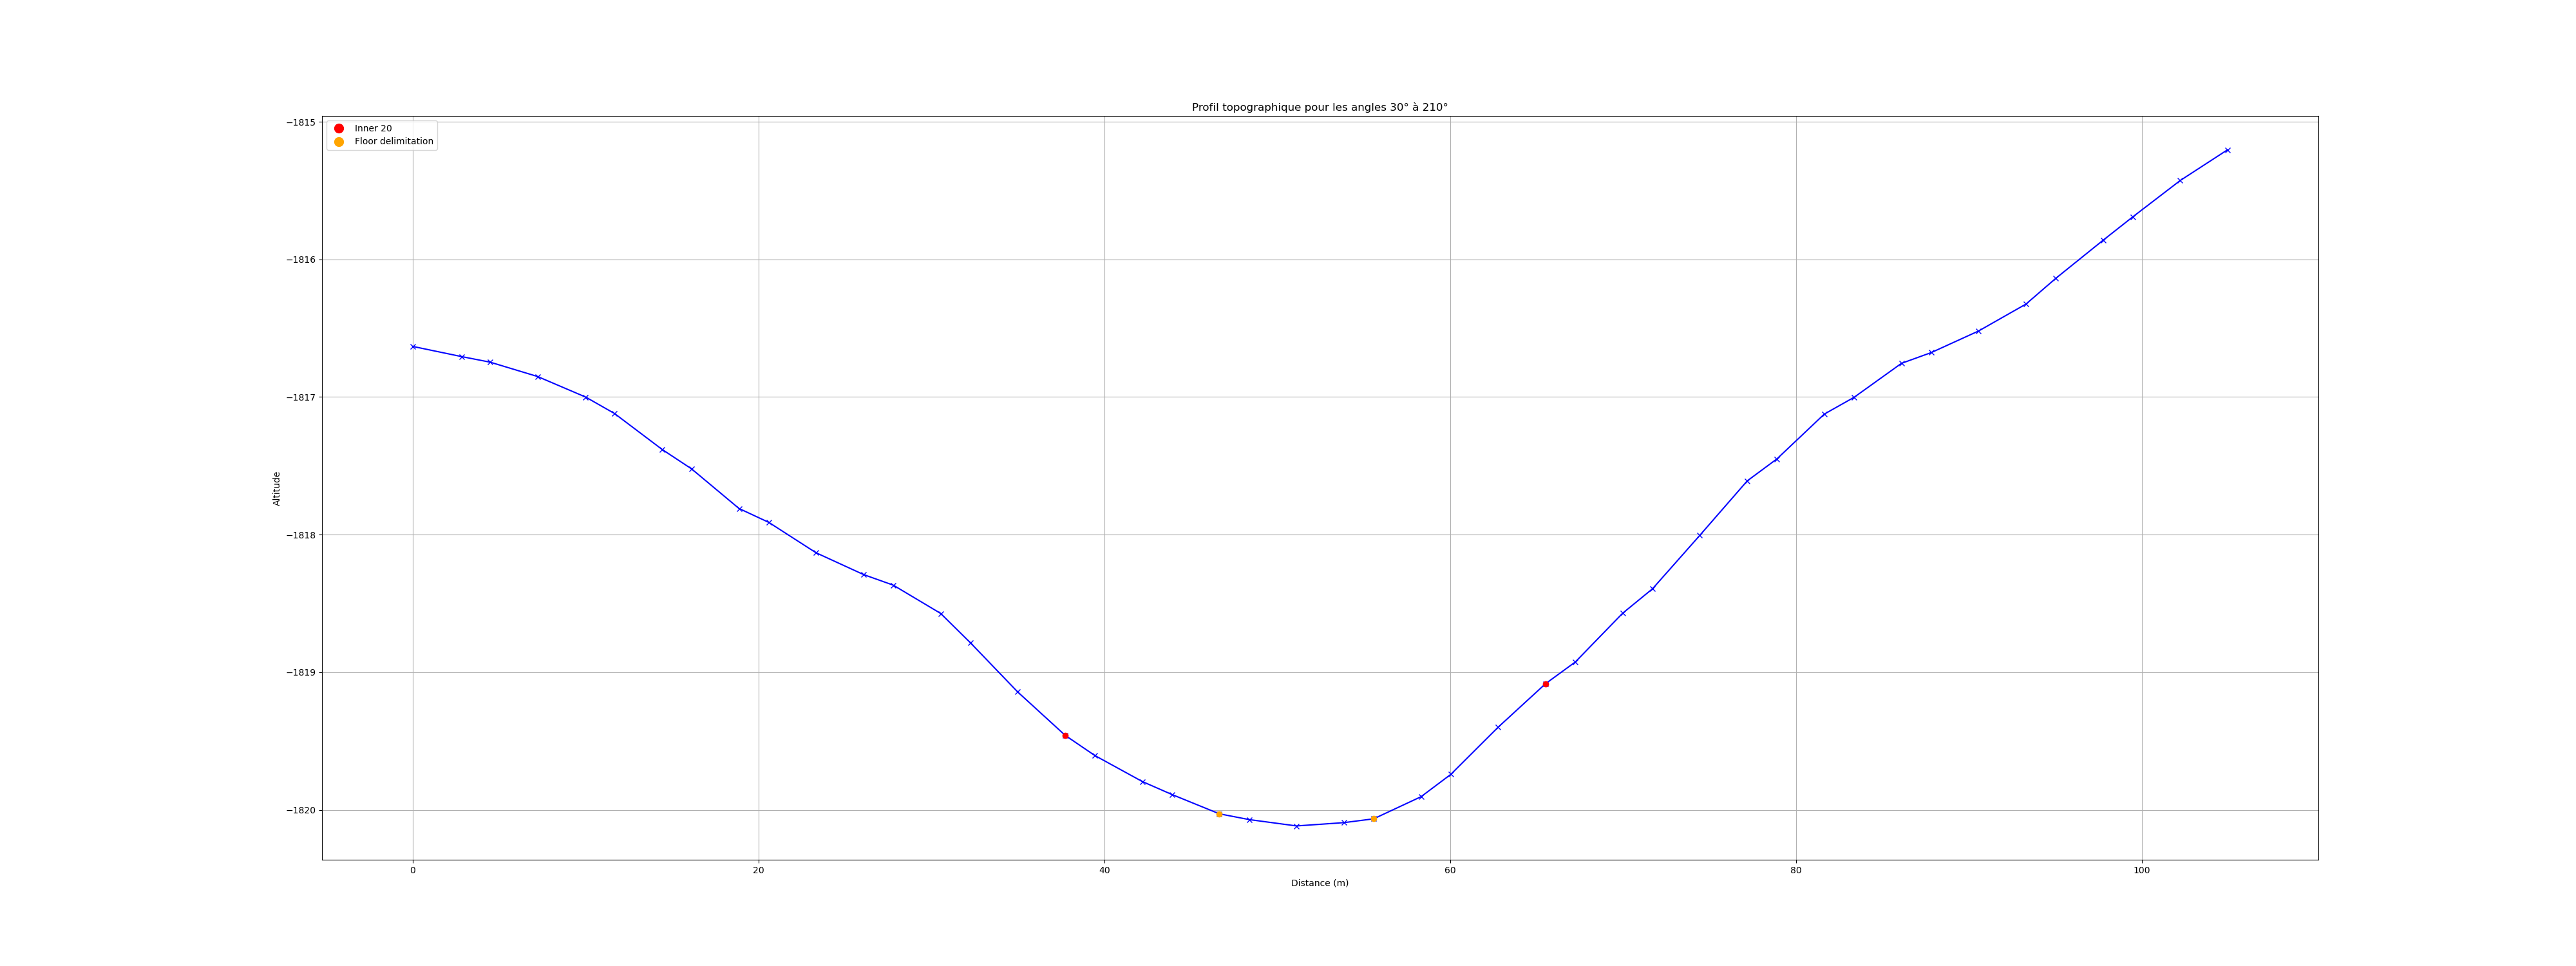 Profil topographique pour les angles 30° à 210°
Inner 20
Floor delimitation
−1815
−1816
−1817
−1818
−1819
−1820
Altitude
0 20 40 60 80 100
Distance (m)